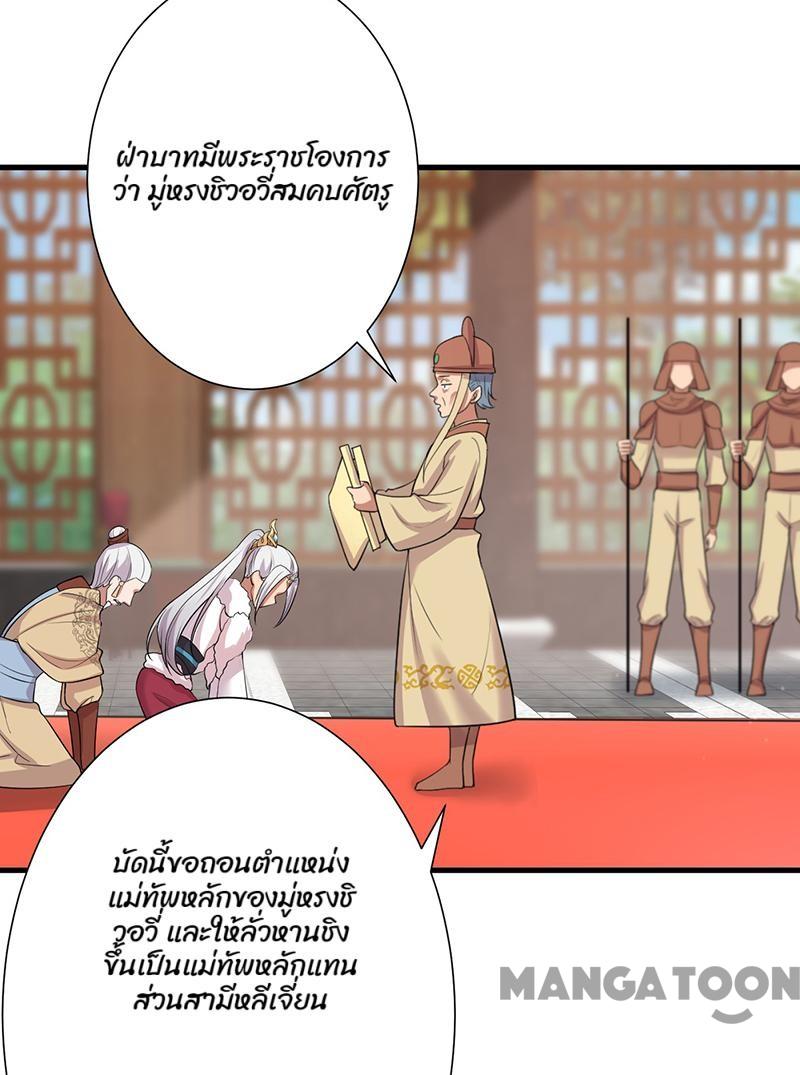 ฝ่าบาทมีพระราชโองการ
ว่า มู่หรงชิวอวี่สมคบศัตรู
บัดนี้ขอถอนตำแหน่ง
แม่ทัพหลักของมู่หรงชิ
วอวี่ และให้ลั่วหานชิง
ขึ้นเป็นแม่ทัพหลักแทน
ส่วนสามีหลีเจี่ยน
MANGATOON